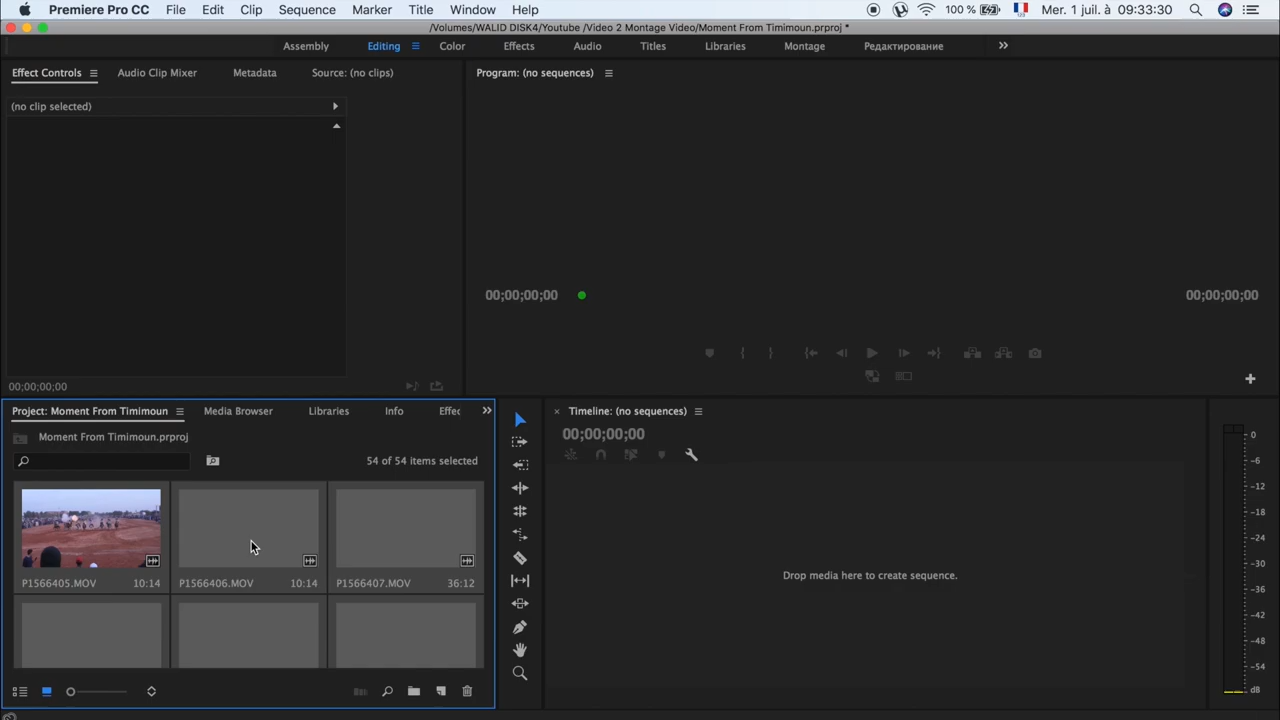 Premiere Pro CC File Edit Clip Sequence Marker Title Window Help 100 % Mer. 1 juil. à 09:33:30
/Volumes/WALID DISK4/Youtube /Video 2 Montage Video/Moment From Timimoun.prproj *
Assembly Editing Color Effects Audio Titles Libraries Montage Редактирование
Effect Controls Audio Clip Mixer Metadata Source: (no clips) Program: (no sequences)
(no clip selected)
00;00;00;00 00;00;00;00
00;00;00;00
Project: Moment From Timimoun Media Browser Libraries Info Effec Timeline: (no sequences)
Moment From Timimoun.prproj 00;00;00;00
54 of 54 items selected
P1566405.MOV 10:14 P1566406.MOV 10:14 P1566407.MOV 36:12
Drop media here to create sequence.
0
-6
-12
-18
-24
-30
-36
-42
-48
-54
dB